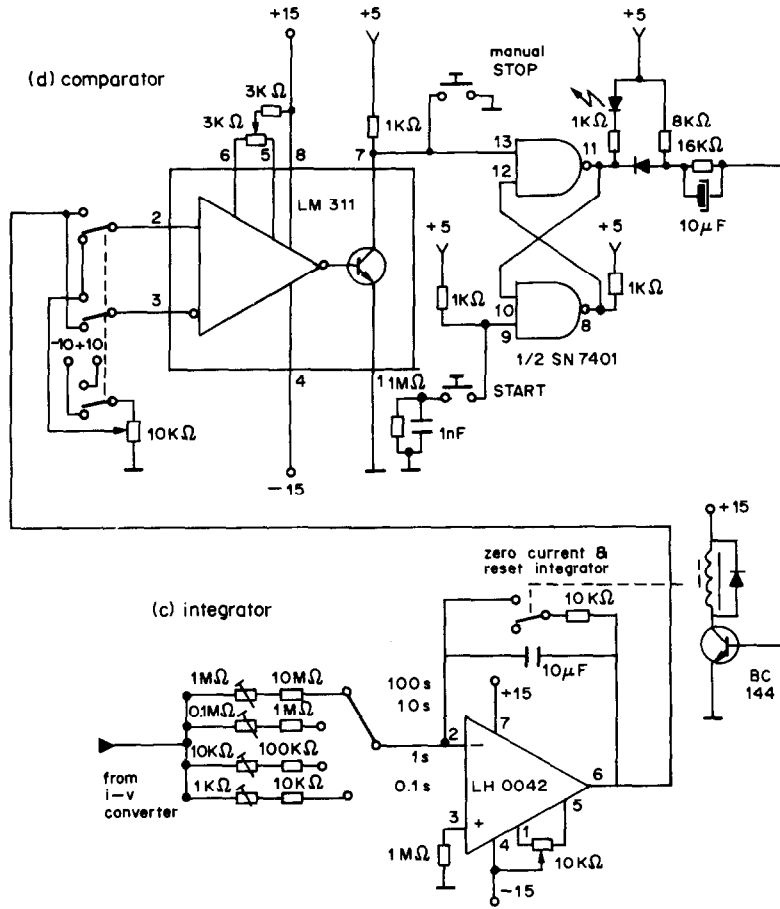 +15
+5
+5
manual
STOP
(d) comparator
3KΩ
3KΩ
6
5
8
7
1KΩ
1KΩ
8KΩ
16KΩ
13
11
12
10µF
LM 311
2
3
+5
+5
1KΩ
10
9
8
1KΩ
1/2 SN 7401
-10+10
4
1
1MΩ
START
1nF
10KΩ
-15
+15
zero current &
reset integrator
10KΩ
(c) integrator
10µF
BC
144
1MΩ
10MΩ
100s
10s
+15
0.1MΩ
1MΩ
7
2
−
10KΩ
100KΩ
1s
6
from
i-v
converter
1KΩ
10KΩ
0.1s
LH 0042
3
+
5
1
4
1MΩ
10KΩ
-15